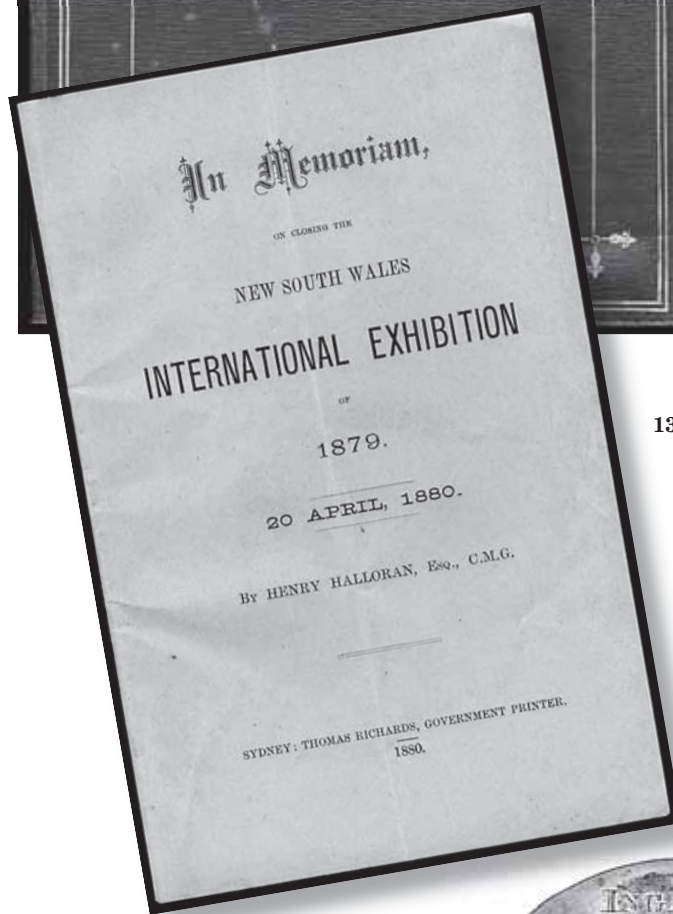 In Memoriam,
ON CLOSING THE
NEW SOUTH WALES
INTERNATIONAL EXHIBITION
OF
1879.
20 APRIL, 1880.
By HENRY HALLORAN, Esq., C.M.G.
SYDNEY: THOMAS RICHARDS, GOVERNMENT PRINTER.
1880.
13